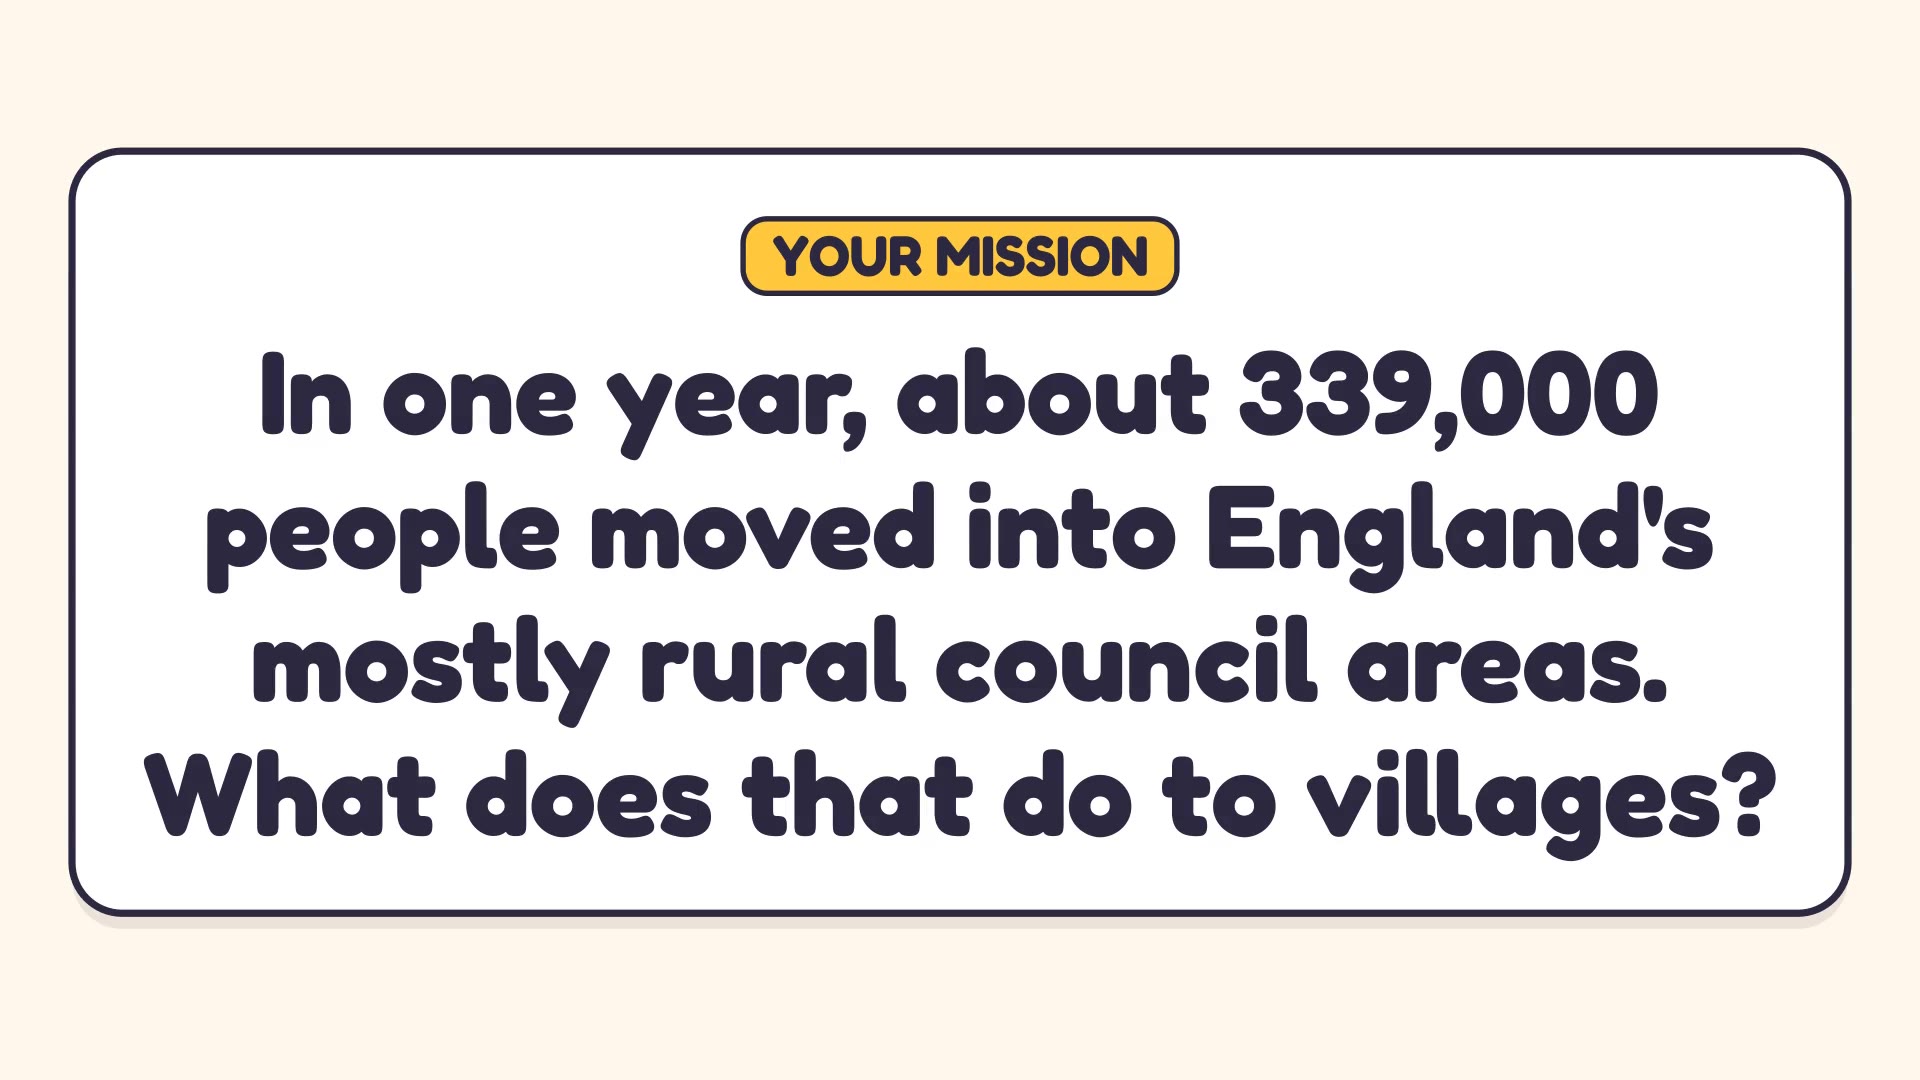 YOUR MISSION
In one year, about 339,000
people moved into England's
mostly rural council areas.
What does that do to villages?